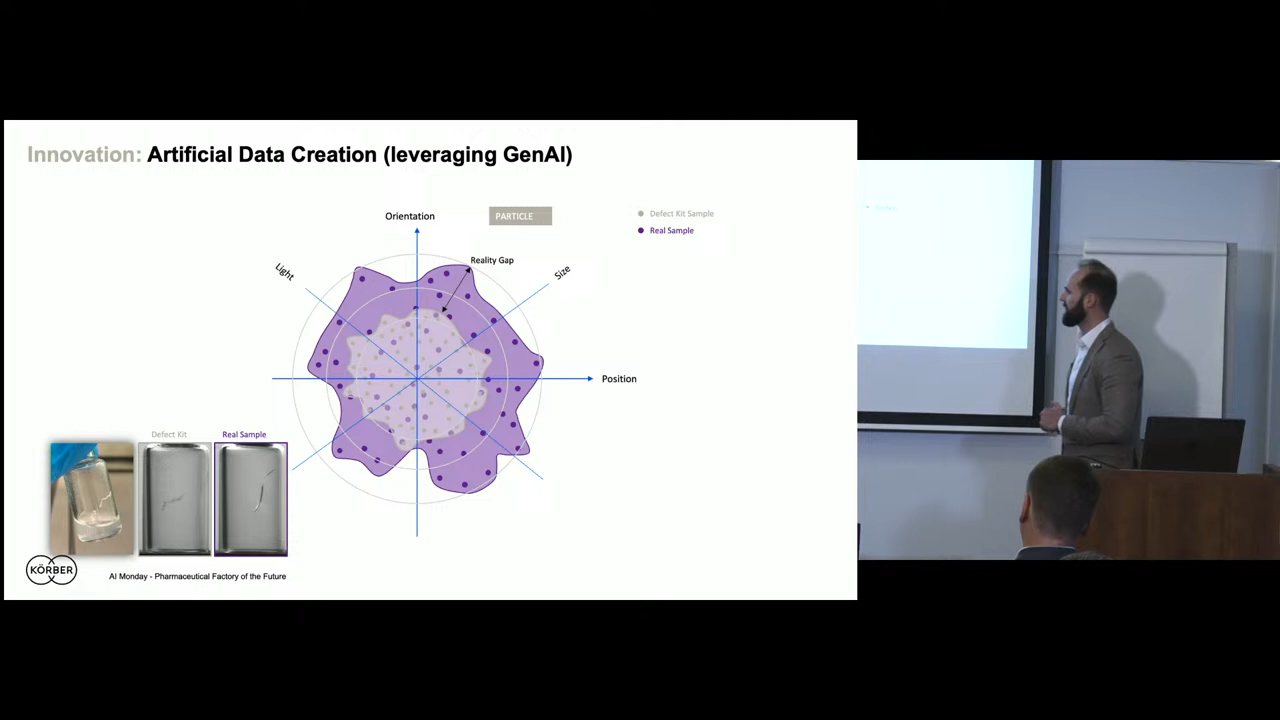 Innovation: Artificial Data Creation (leveraging GenAI)
Orientation
PARTICLE
Defect Kit Sample
Real Sample
Reality Gap
Light
Size
Position
Defect Kit
Real Sample
KÖRBER
AI Monday - Pharmaceutical Factory of the Future